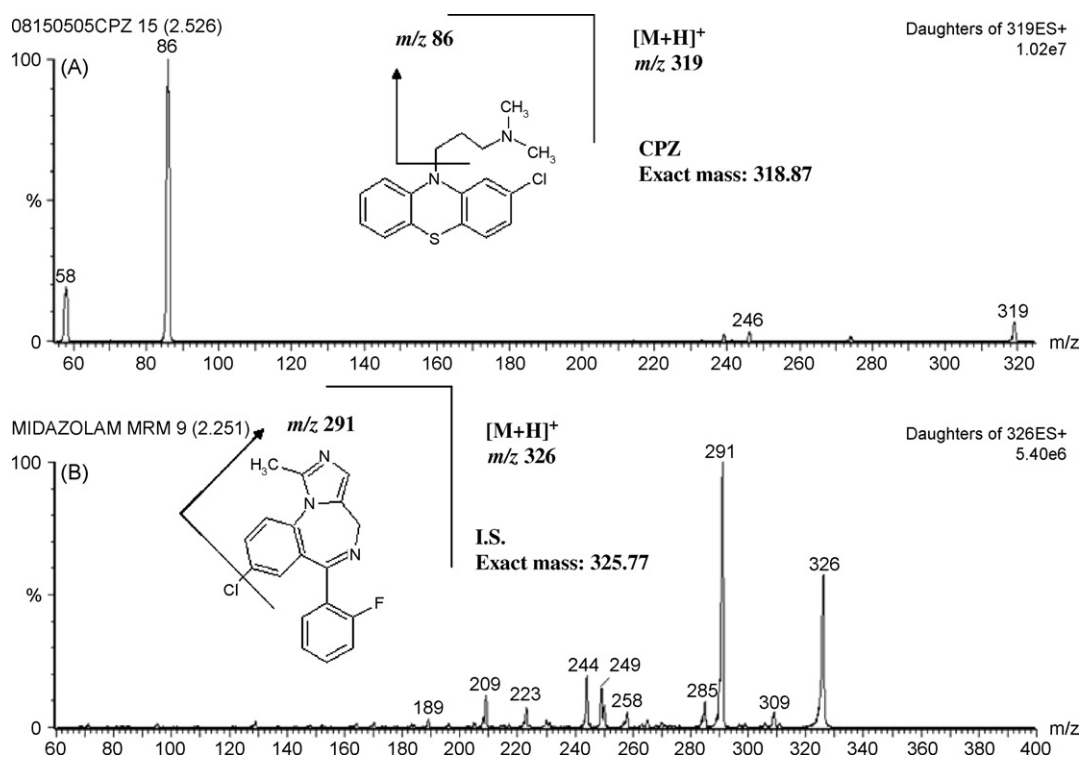 08150505CPZ 15 (2.526)
Daughters of 319ES+
1.02e7
m/z 86
[M+H]+
m/z 319
86
100
(A)
CH3
N
CH3
CPZ
Exact mass: 318.87
N
Cl
S
%
58
246
319
0
60 80 100 120 140 160 180 200 220 240 260 280 300 320 m/z
MIDAZOLAM MRM 9 (2.251)
Daughters of 326ES+
5.40e6
m/z 291
[M+H]+
m/z 326
100
(B)
291
H3C
N
N
N
Cl
F
I.S.
Exact mass: 325.77
326
%
189
209
223
244
249
258
285
309
0
60 80 100 120 140 160 180 200 220 240 260 280 300 320 340 360 380 400 m/z